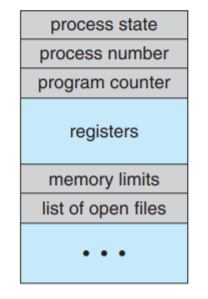 process state
process number
program counter
registers
memory limits
list of open files
• • •